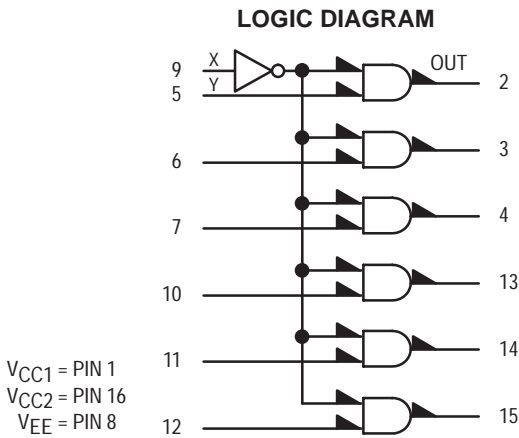 LOGIC DIAGRAM
9 X OUT 2
5 Y
6 3
7 4
10 13
11 14
12 15
VCC1 = PIN 1
VCC2 = PIN 16
VEE = PIN 8